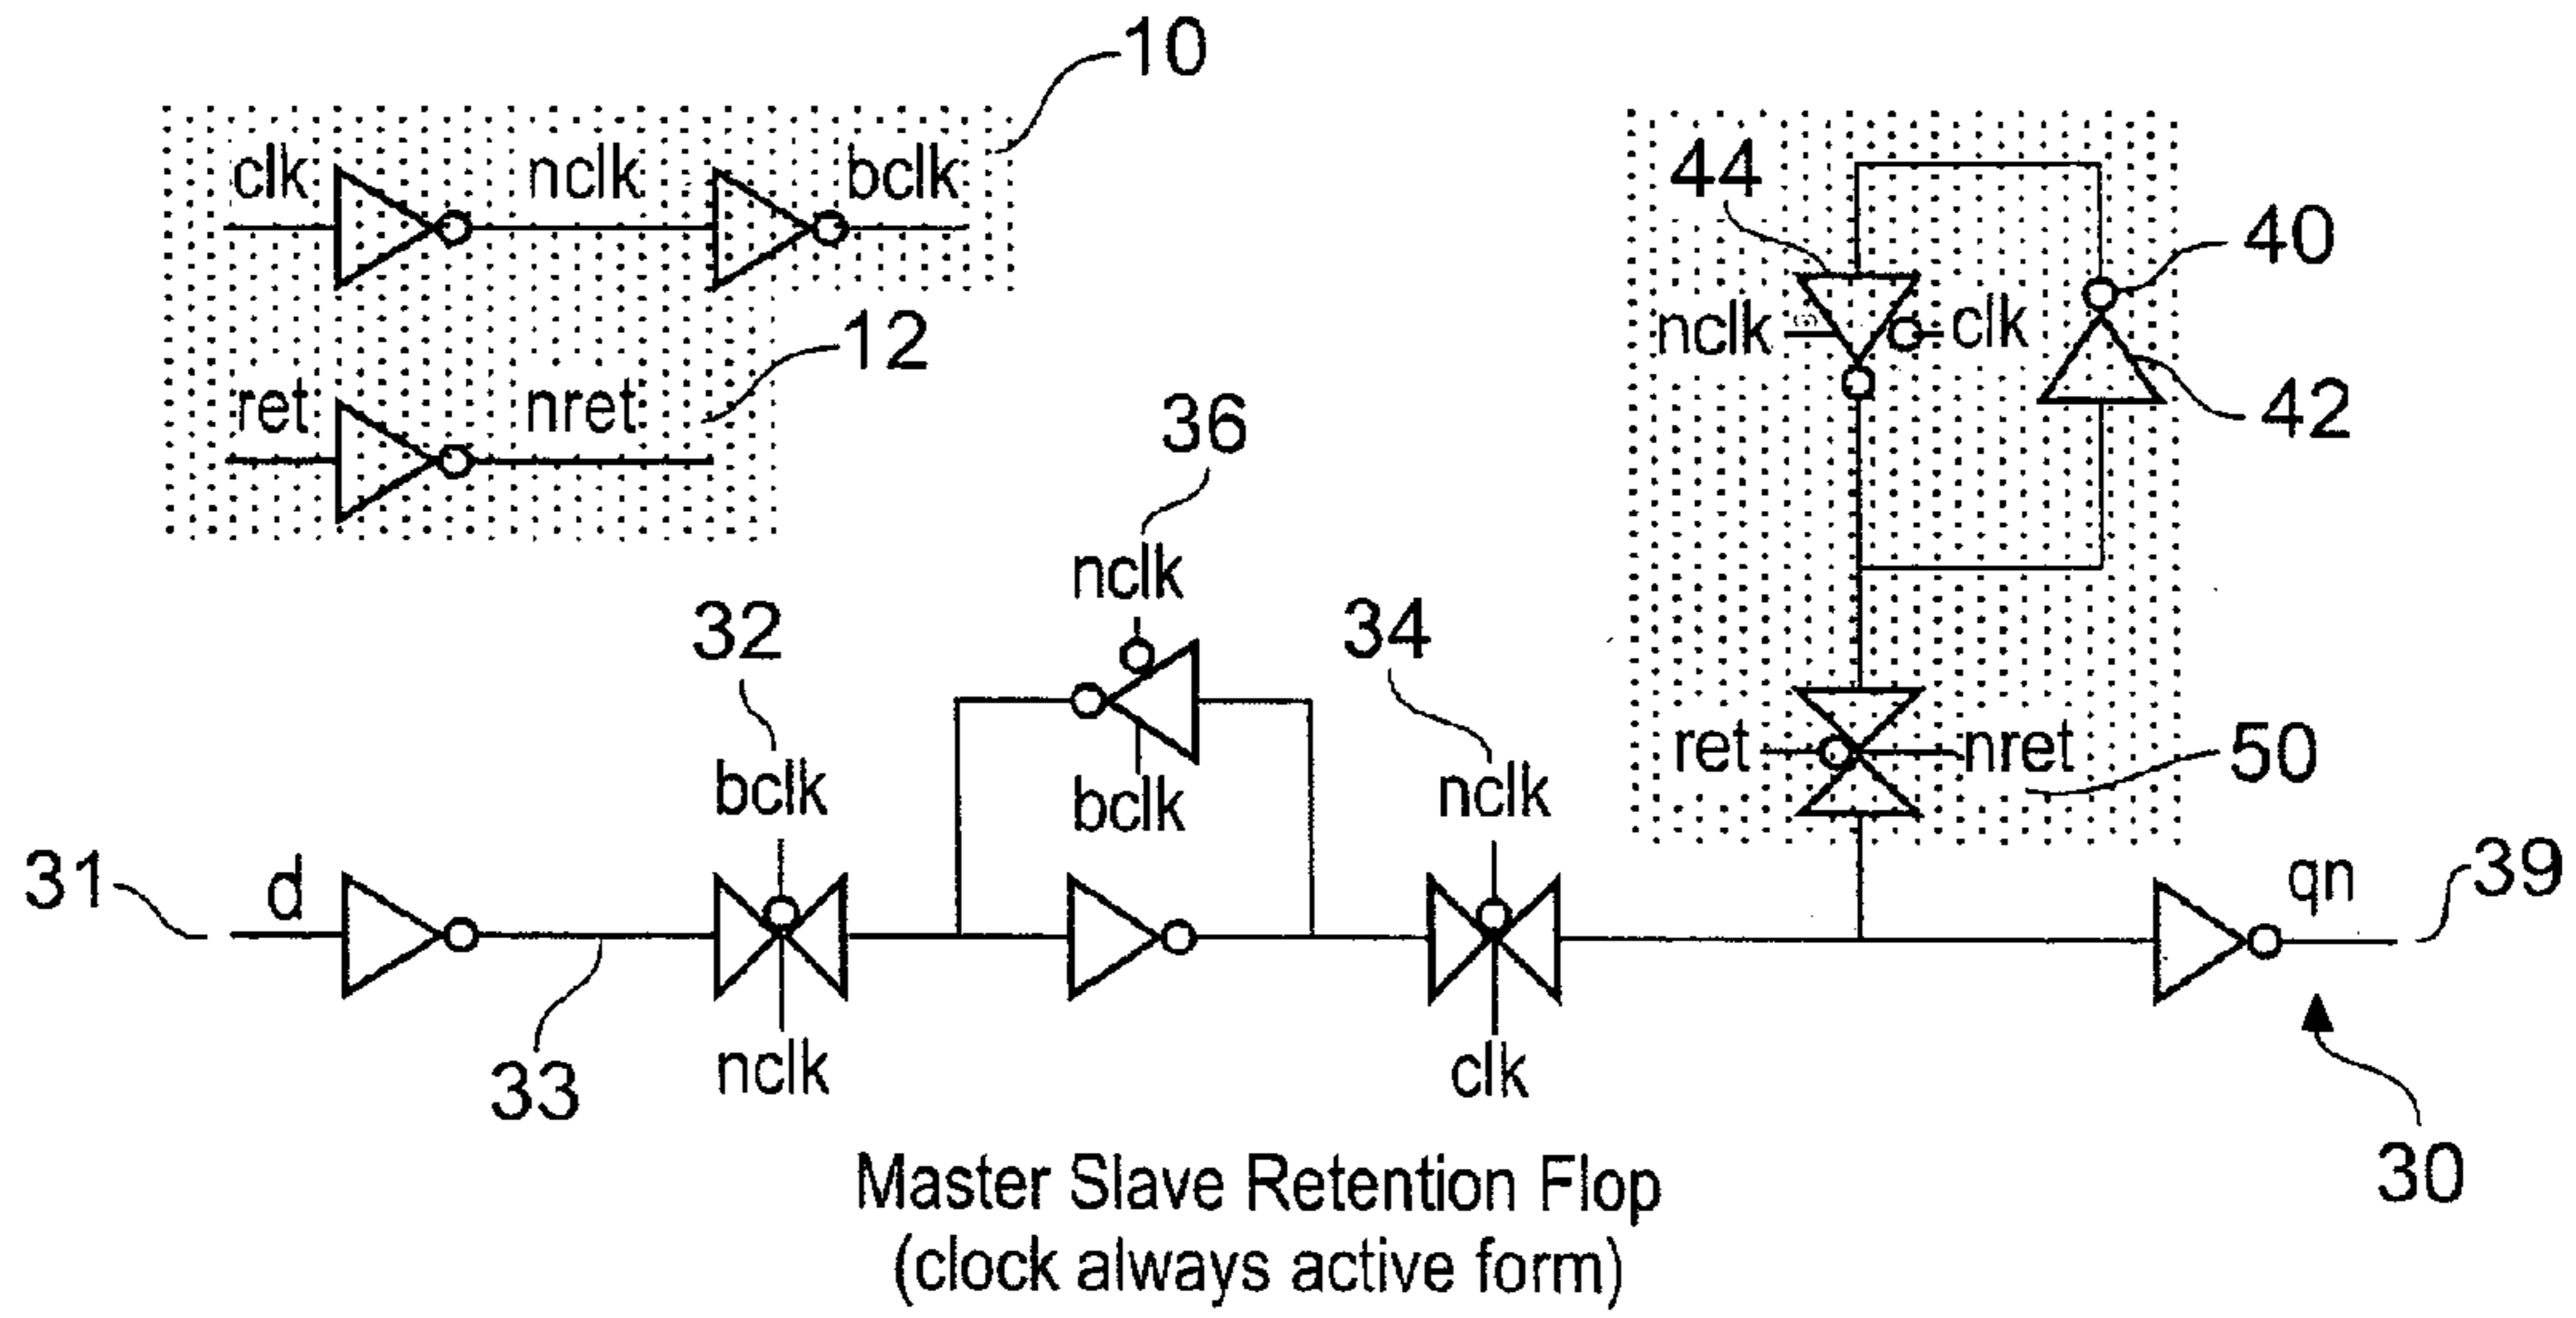 10
clk nclk bclk
44
40
nclk clk
12
42
ret nret
36
nclk
32
34
bclk
bclk
nclk
ret nret
50
31
d
qn
39
33
nclk
clk
30
Master Slave Retention Flop
(clock always active form)